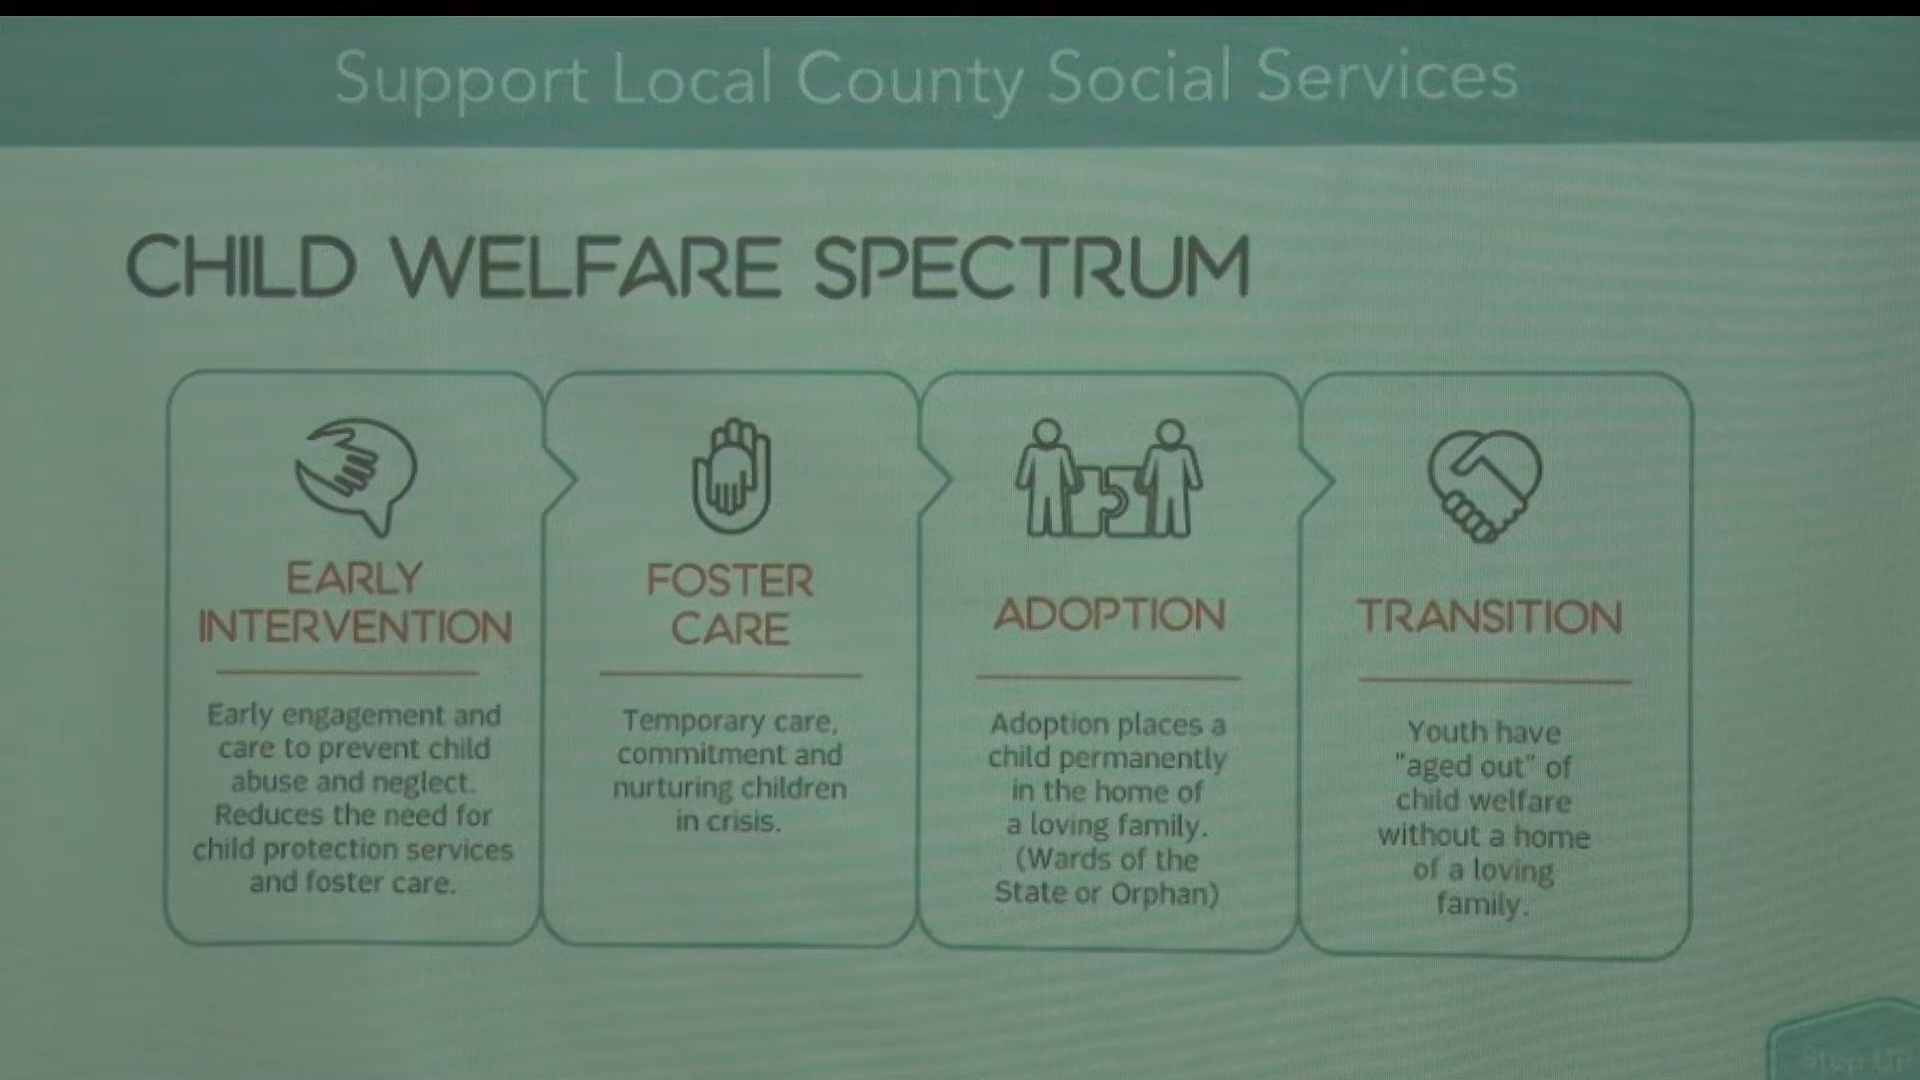 Support Local County Social Services
CHILD WELFARE SPECTRUM
EARLY
INTERVENTION
Early engagement and
care to prevent child
abuse and neglect.
Reduces the need for
child protection services
and foster care.
FOSTER
CARE
Temporary care,
commitment and
nurturing children
in crisis.
ADOPTION
Adoption places a
child permanently
in the home of
a loving family.
(Wards of the
State or Orphan)
TRANSITION
Youth have
"aged out" of
child welfare
without a home
of a loving
family.
Step Up